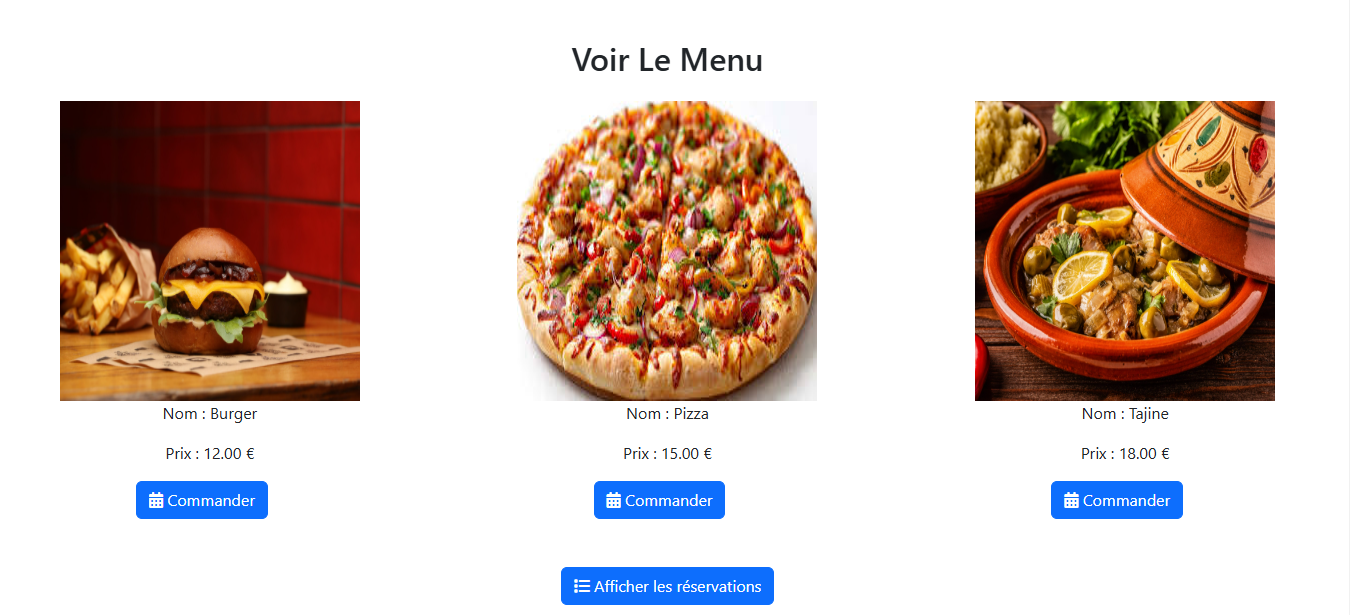 Voir Le Menu
Nom : Burger
Prix : 12.00 €
Commander
Nom : Pizza
Prix : 15.00 €
Commander
Nom : Tajine
Prix : 18.00 €
Commander
Afficher les réservations